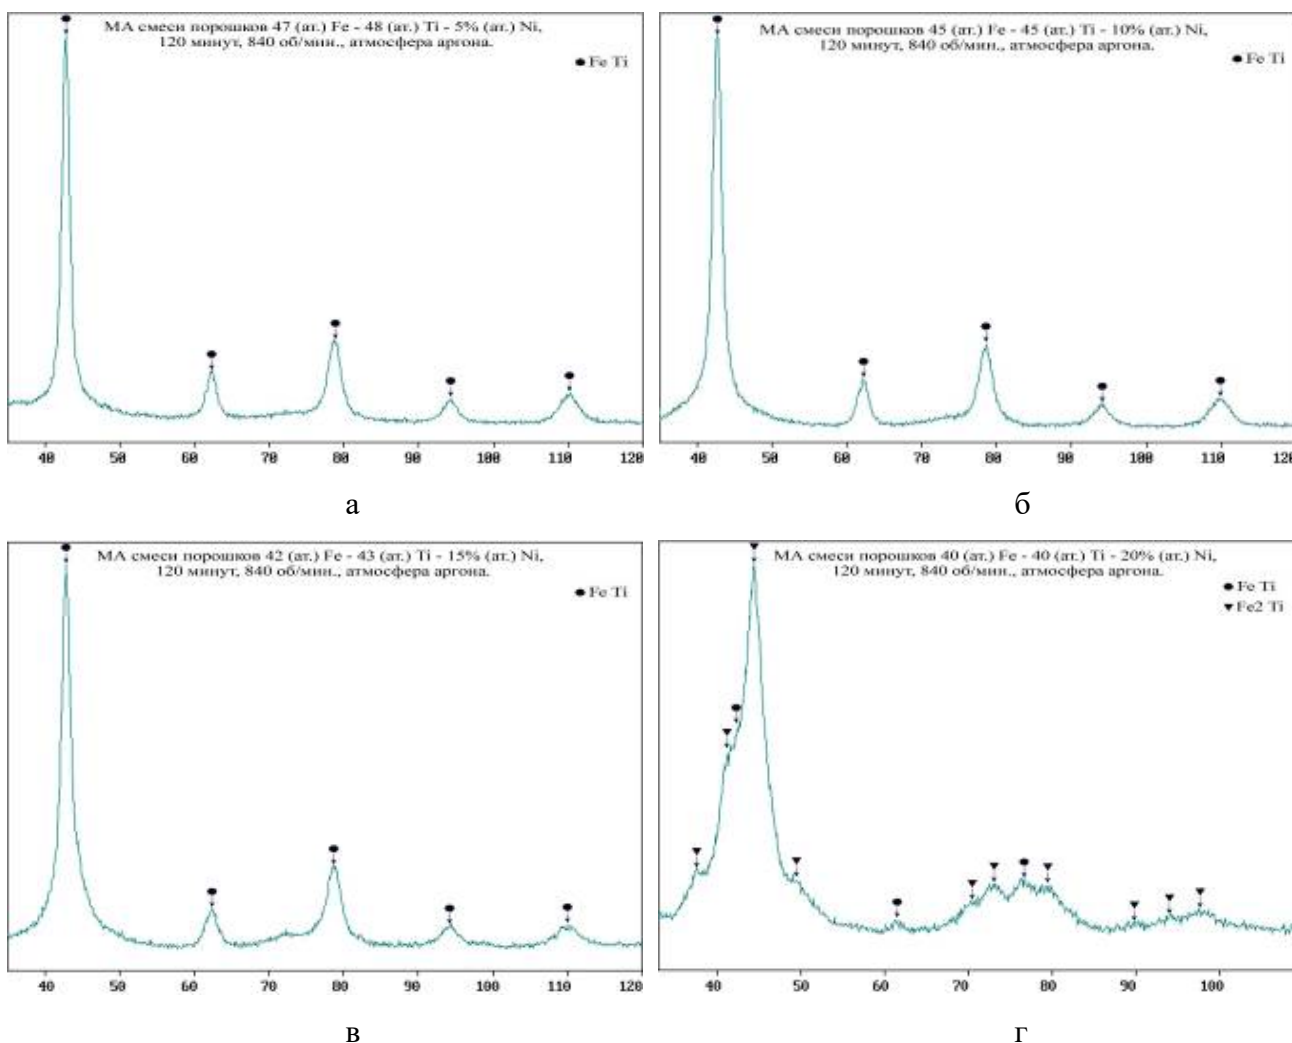 МА смеси порошков 47 (ат.) Fe - 48 (ат.) Ti - 5% (ат.) Ni,
120 минут, 840 об/мин., атмосфера аргона.
Fe Ti
40 50 60 70 80 90 100 110 120
а
МА смеси порошков 45 (ат.) Fe - 45 (ат.) Ti - 10% (ат.) Ni,
120 минут, 840 об/мин., атмосфера аргона.
Fe Ti
40 50 60 70 80 90 100 110 120
б
МА смеси порошков 42 (ат.) Fe - 43 (ат.) Ti - 15% (ат.) Ni,
120 минут, 840 об/мин., атмосфера аргона.
Fe Ti
40 50 60 70 80 90 100 110 120
в
МА смеси порошков 40 (ат.) Fe - 40 (ат.) Ti - 20% (ат.) Ni,
120 минут, 840 об/мин., атмосфера аргона.
Fe Ti
Fe2 Ti
40 50 60 70 80 90 100
г